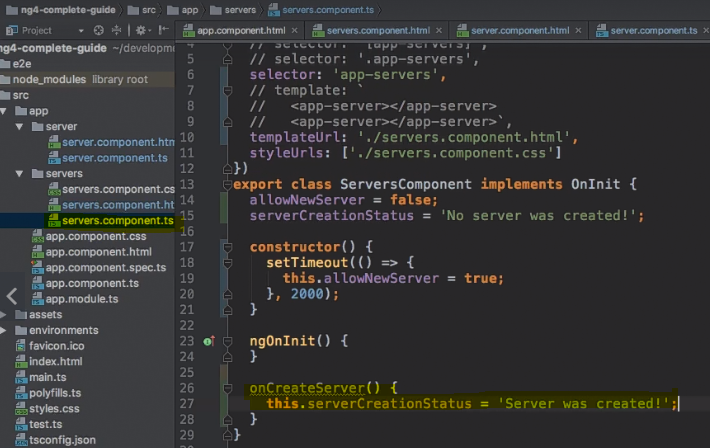 ng4-complete-guide src app servers servers.component.ts
Project app.component.html servers.component.html server.component.html server.component.ts
ng4-complete-guide ~/developme
e2e
node_modules library root
src
app
server
server.component.htm
server.component.ts
servers
servers.component.cs
servers.component.ht
servers.component.ts
app.component.css
app.component.html
app.component.spec.ts
app.component.ts
app.module.ts
assets
environments
favicon.ico
index.html
main.ts
polyfills.ts
styles.css
test.ts
tsconfig.json
4 // selector: '[app-servers]',
5 // selector: '.app-servers',
6 selector: 'app-servers',
7 // template: `
8 // <app-server></app-server>
9 // <app-server></app-server>`,
10 templateUrl: './servers.component.html',
11 styleUrls: ['./servers.component.css']
12 })
13 export class ServersComponent implements OnInit {
14 allowNewServer = false;
15 serverCreationStatus = 'No server was created!';
16
17 constructor() {
18 setTimeout(() => {
19 this.allowNewServer = true;
20 }, 2000);
21 }
22
23 ngOnInit() {
24 }
25
26 onCreateServer() {
27 this.serverCreationStatus = 'Server was created!';
28 }
29 }